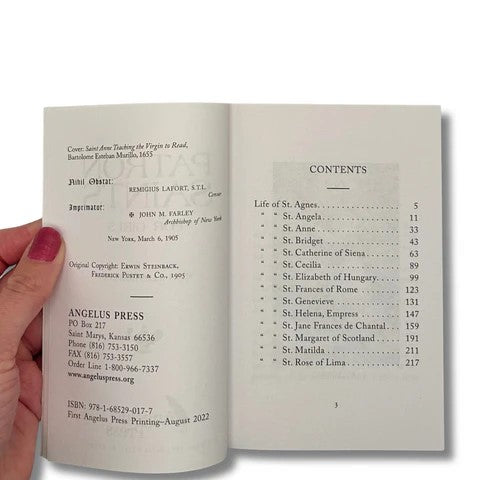 Cover: Saint Anne Teaching the Virgin to Read,
Bartolome Esteban Murillo, 1655
Nihil Obstat:
REMIGIUS LAFORT, S.T.L.
Censor
Imprimatur:
✠ JOHN M. FARLEY
Archbishop of New York
New York, March 6, 1905
Original Copyright: Erwin Steinback,
Frederick Pustet & Co., 1905
ANGELUS PRESS
PO Box 217
Saint Marys, Kansas 66536
Phone (816) 753-3150
FAX (816) 753-3557
Order Line 1-800-966-7337
www.angeluspress.org
ISBN: 978-1-68529-017-7
First Angelus Press Printing–August 2022
CONTENTS
Life of St. Agnes. . . . . . . . . . . . . . . . 5
“ “ St. Angela . . . . . . . . . . . . . . 11
“ “ St. Anne . . . . . . . . . . . . . . . 33
“ “ St. Bridget . . . . . . . . . . . . . . 43
“ “ St. Catherine of Siena . . . . . . . . 63
“ “ St. Cecilia . . . . . . . . . . . . . . 89
“ “ St. Elizabeth of Hungary. . . . . . . 99
“ “ St. Frances of Rome . . . . . . . . . 123
“ “ St. Genevieve . . . . . . . . . . . . 131
“ “ St. Helena, Empress . . . . . . . . . 147
“ “ St. Jane Frances de Chantal . . . . . 159
“ “ St. Margaret of Scotland . . . . . . . 191
“ “ St. Matilda . . . . . . . . . . . . . . 211
“ “ St. Rose of Lima . . . . . . . . . . . 217
3